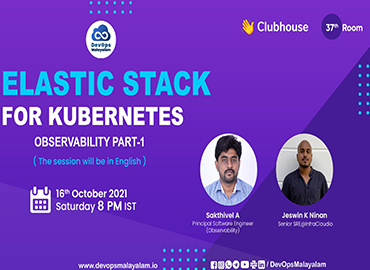 DevOps
Malayalam
Clubhouse
37th Room
ELASTIC STACK
FOR KUBERNETES
OBSERVABILITY PART-1
( The session will be in English )
16th October 2021
Saturday 8 PM IST
Sakthivel A
Principal Software Engineer
(Observability)
Jeswin K Ninan
Senior SRE@InfraCloudio
www.devopsmalayalam.io
/ DevOpsMalayalam